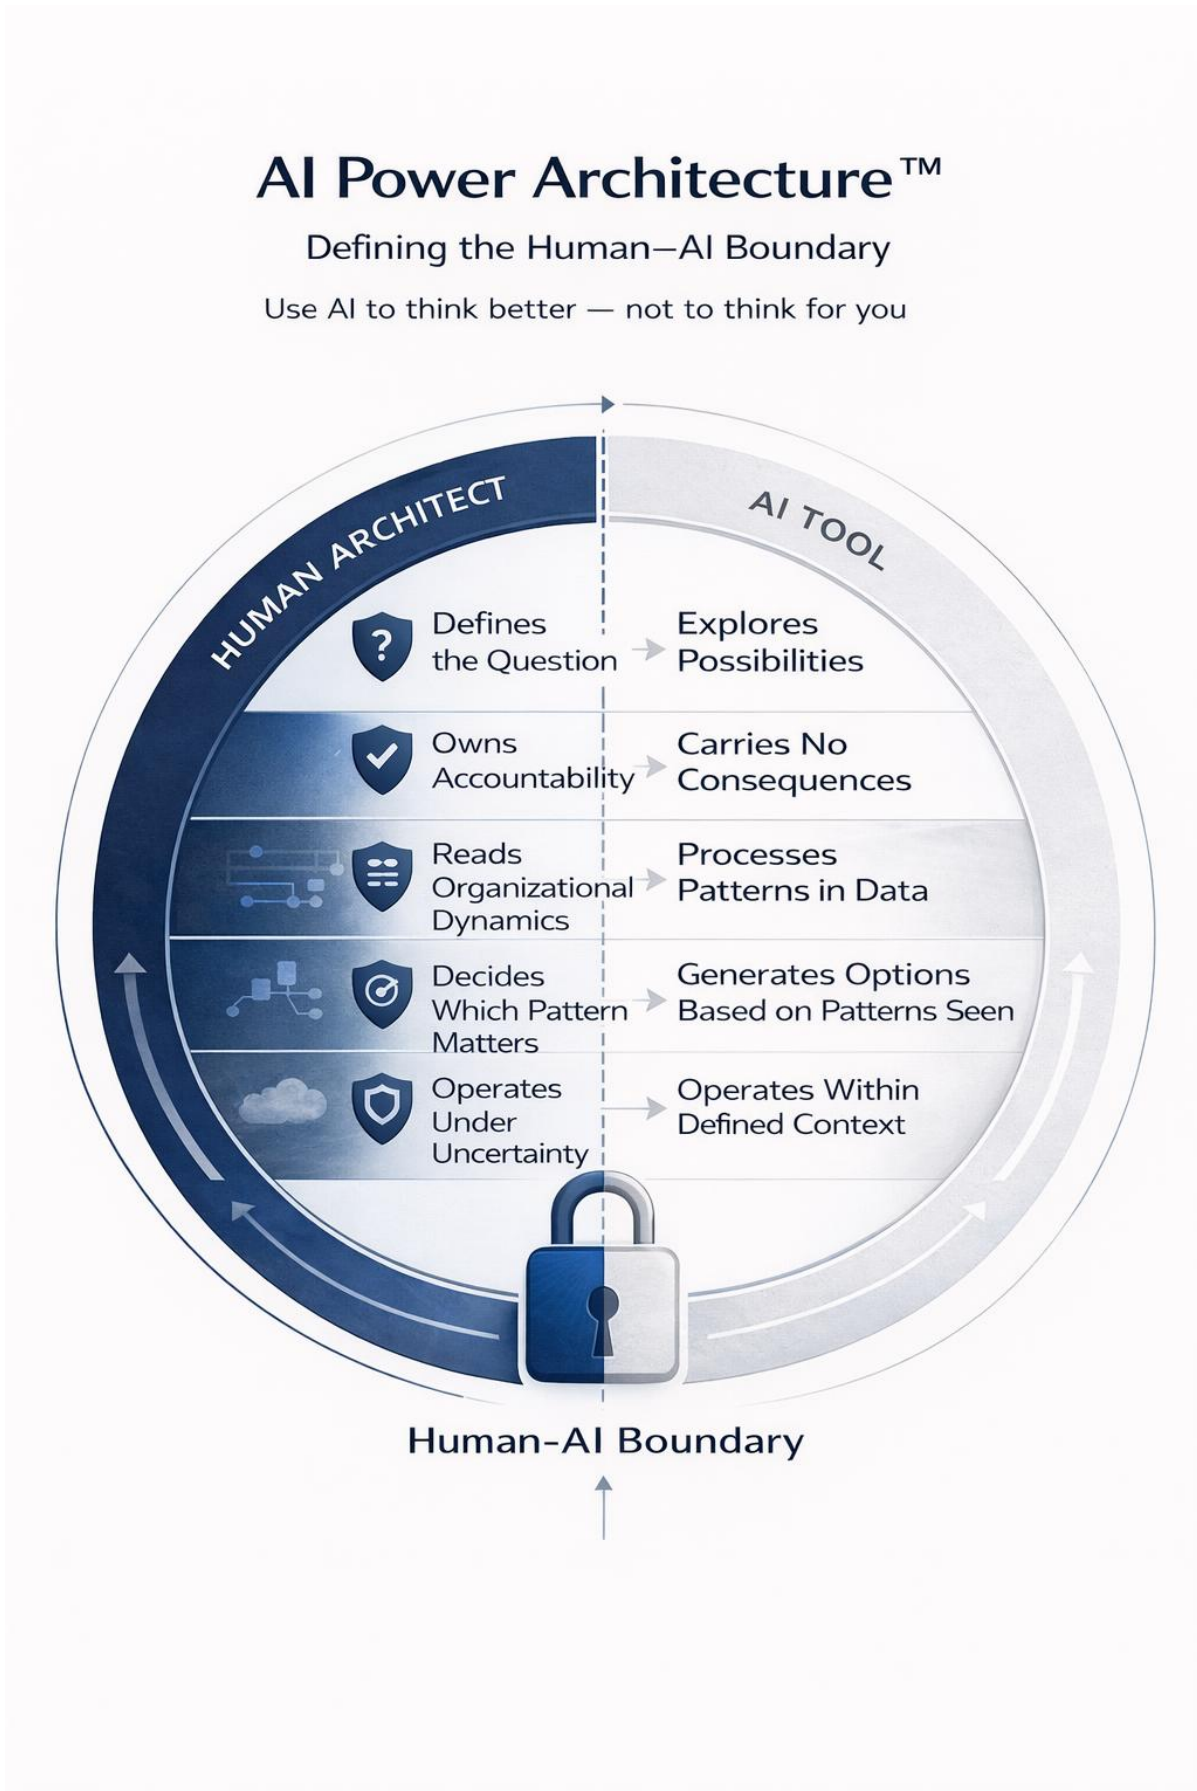 AI Power Architecture™
Defining the Human—AI Boundary
Use AI to think better — not to think for you
HUMAN ARCHITECT
AI TOOL
Defines
the Question
Explores
Possibilities
Owns
Accountability
Carries No
Consequences
Reads
Organizational
Dynamics
Processes
Patterns in Data
Decides
Which Pattern
Matters
Generates Options
Based on Patterns Seen
Operates
Under
Uncertainty
Operates Within
Defined Context
Human-AI Boundary